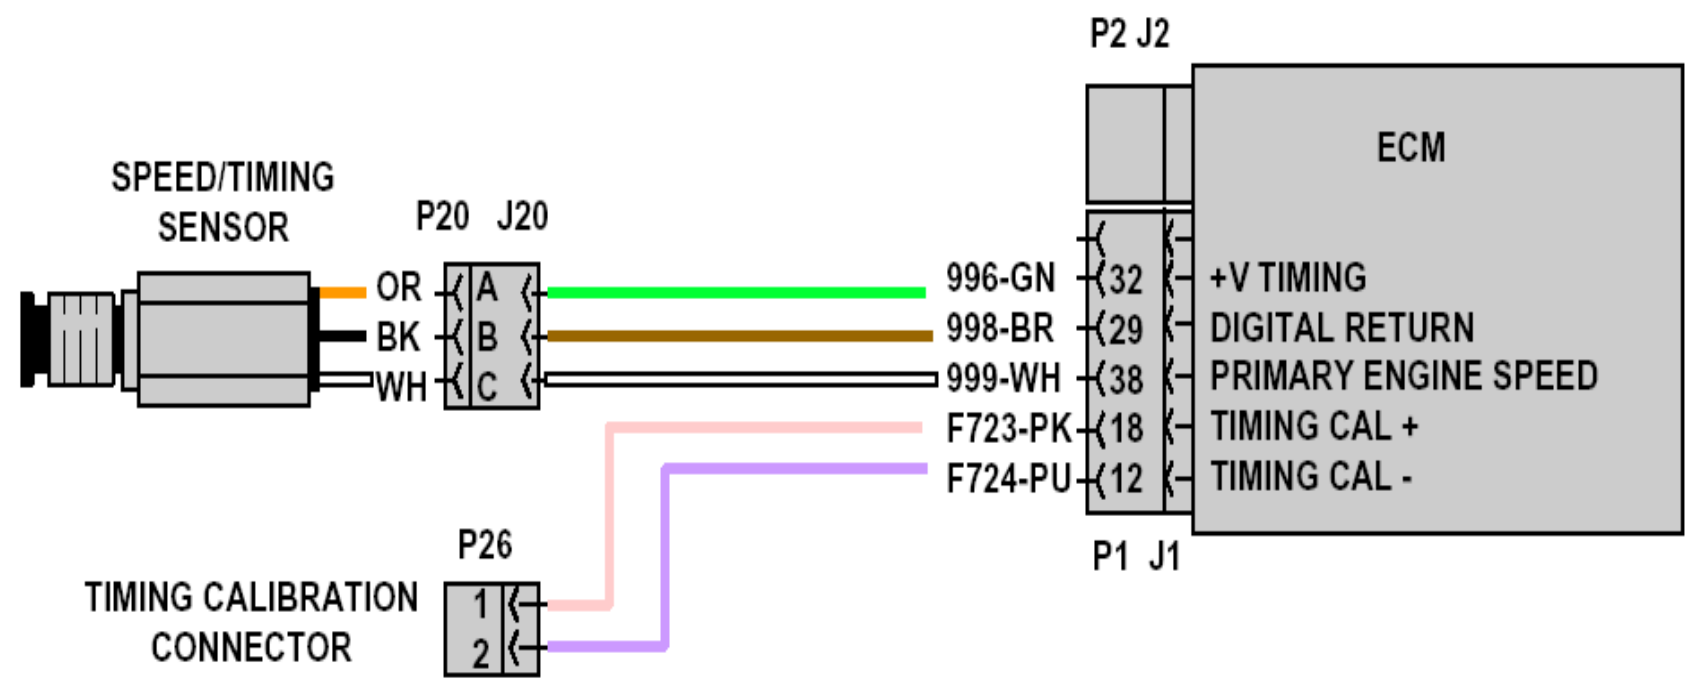 P2 J2
ECM
SPEED/TIMING
SENSOR
P20 J20
OR A 996-GN 32 +V TIMING
BK B 998-BR 29 DIGITAL RETURN
WH C 999-WH 38 PRIMARY ENGINE SPEED
F723-PK 18 TIMING CAL +
F724-PU 12 TIMING CAL -
P1 J1
P26
TIMING CALIBRATION
CONNECTOR
1
2